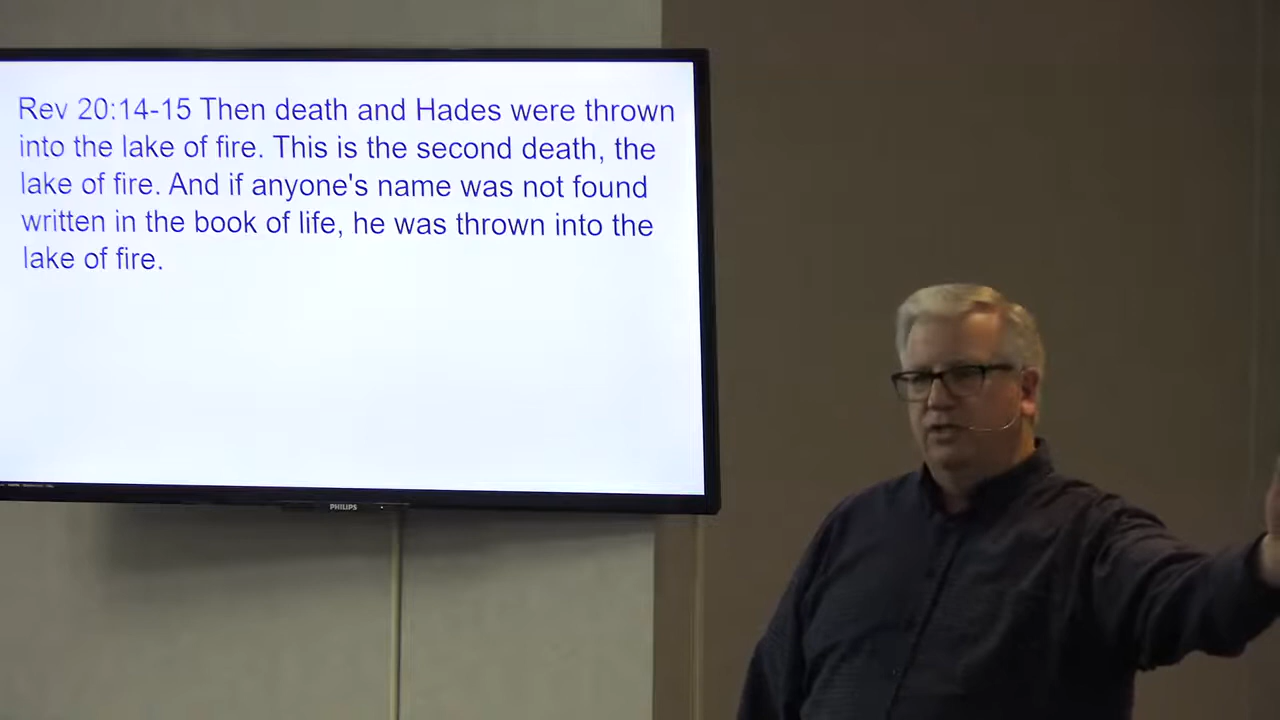 Rev 20:14-15 Then death and Hades were thrown
into the lake of fire. This is the second death, the
lake of fire. And if anyone's name was not found
written in the book of life, he was thrown into the
lake of fire.
PHILIPS